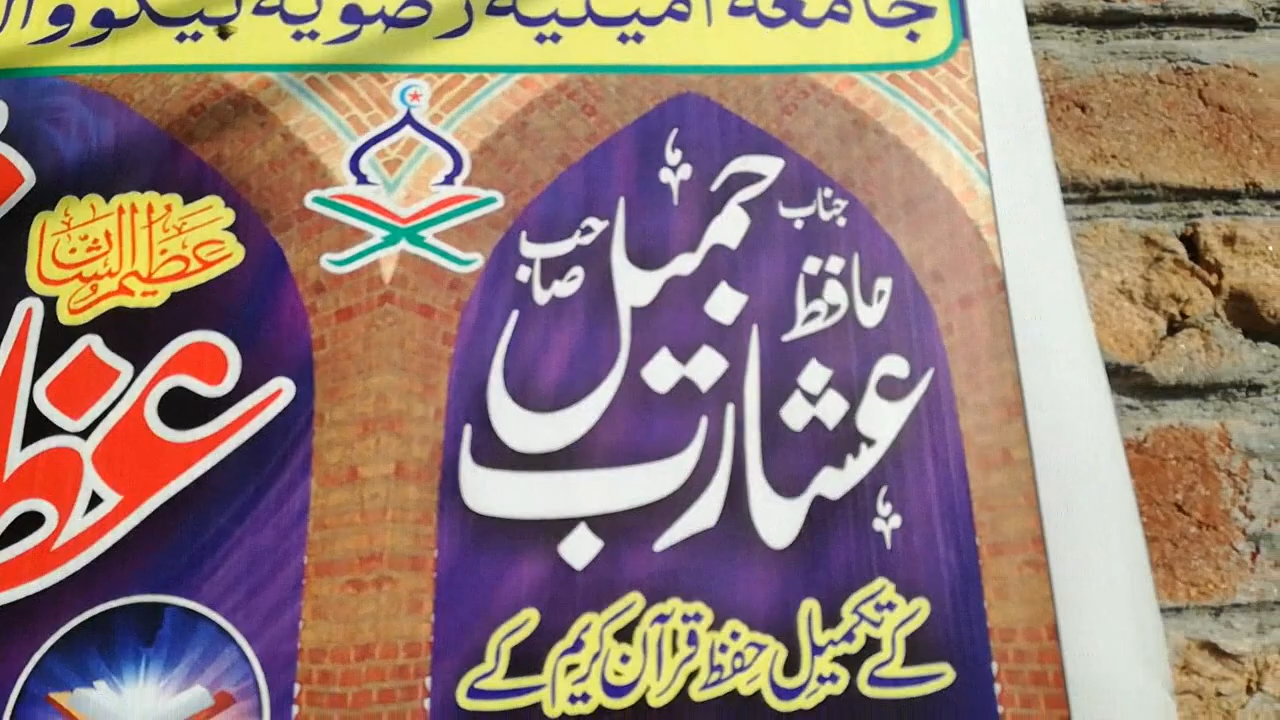 جامعہ امینیہ رضویہ
جناب
حافظ
عشارب جمیل
صاحب
کے تکمیلِ حفظ قرآن کریم کے
عظیم الشان